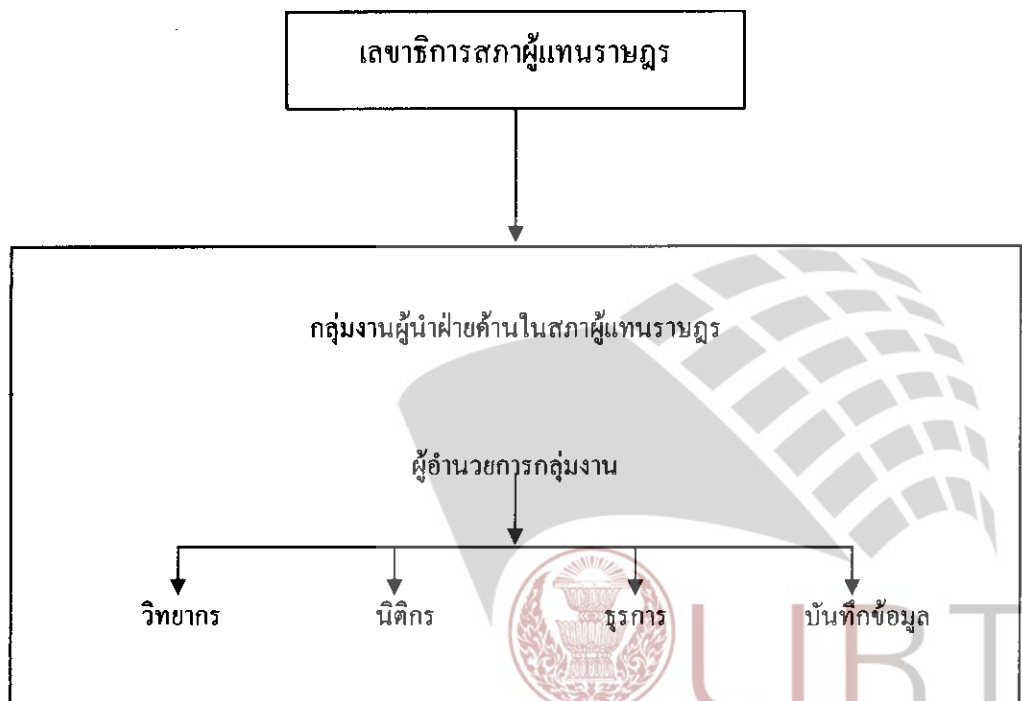 เลขาธิการสภาผู้แทนราษฎร
กลุ่มงานผู้นำฝ่ายค้านในสภาผู้แทนราษฎร
ผู้อำนวยการกลุ่มงาน
วิทยากร นิติกร ธุรการ บันทึกข้อมูล